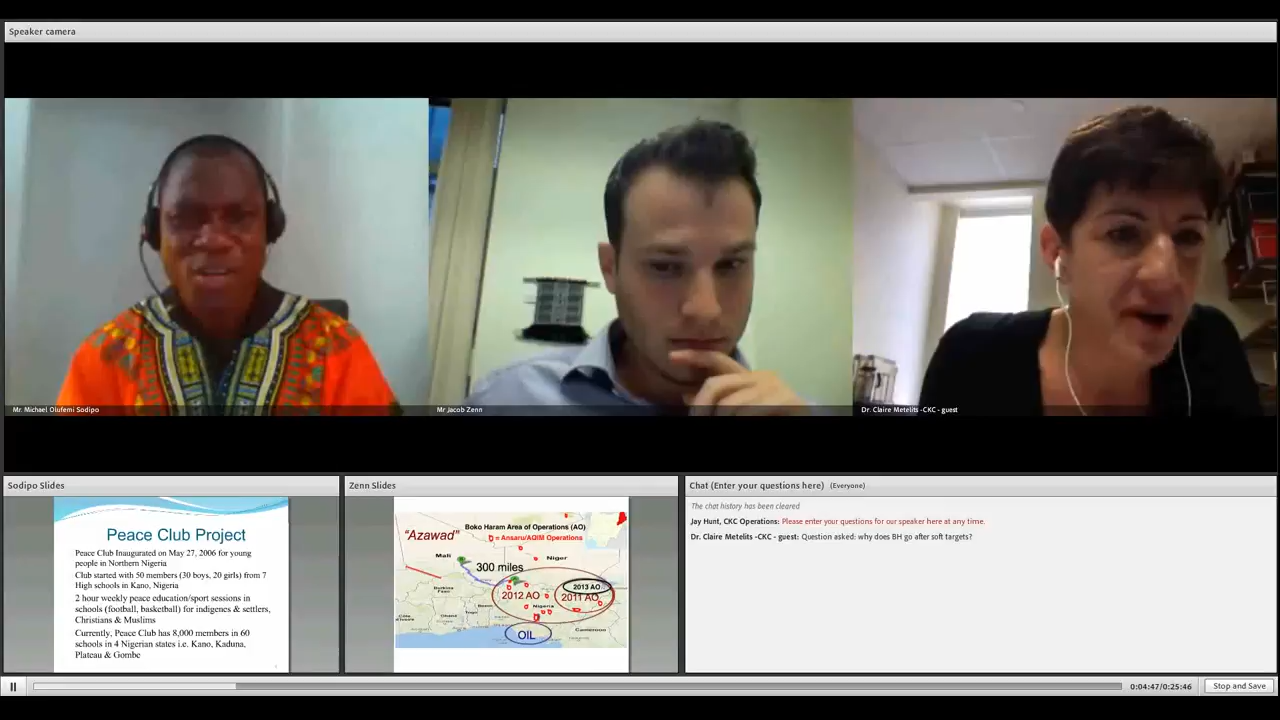 Speaker camera
Mr. Michael Olufemi Sodipo
Mr Jacob Zenn
Dr. Claire Metelits -CKC - guest
Sodipo Slides
Peace Club Project
Peace Club Inaugurated on May 27, 2006 for young
people in Northern Nigeria
Club started with 50 members (30 boys, 20 girls) from 7
High schools in Kano, Nigeria
2 hour weekly peace education/sport sessions in
schools (football, basketball) for indigenes & settlers,
Christians & Muslims
Currently, Peace Club has 8,000 members in 60
schools in 4 Nigerian states i.e. Kano, Kaduna,
Plateau & Gombe
Zenn Slides
Boko Haram Area of Operations (AO)
= Ansaru/AQIM Operations
"Azawad"
Mali
Niger
300 miles
2013 AO
2012 AO
2011 AO
Burkina
Faso
Benin
Nigeria
Ghana
Togo
Cameroon
OIL
Chat (Enter your questions here) (Everyone)
The chat history has been cleared
Jay Hunt, CKC Operations: Please enter your questions for our speaker here at any time.
Dr. Claire Metelits -CKC - guest: Question asked: why does BH go after soft targets?
0:04:47/0:25:46
Stop and Save